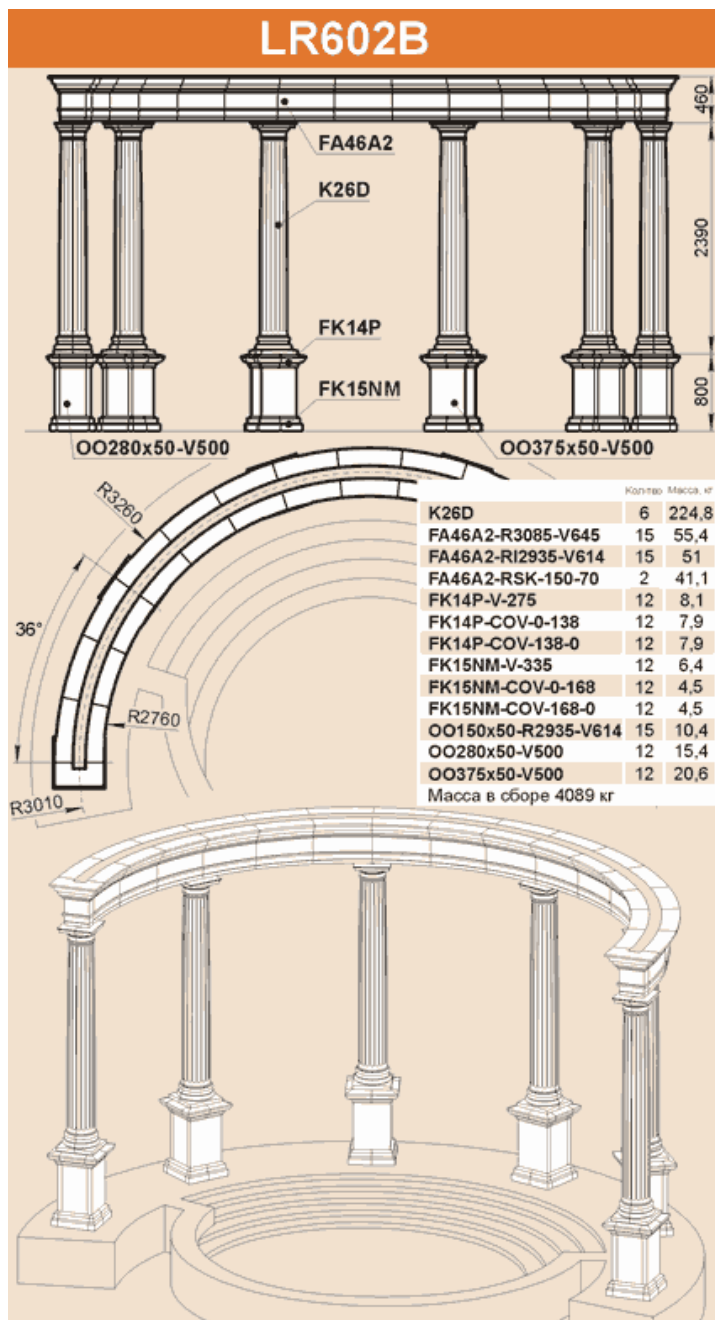 LR602B
460
FA46A2
K26D
2390
FK14P
FK15NM
800
OO280x50-V500
OO375x50-V500
R3260
36°
R2760
R3010
Кол-тво Масса, кг
K26D 6 224,8
FA46A2-R3085-V645 15 55,4
FA46A2-RI2935-V614 15 51
FA46A2-RSK-150-70 2 41,1
FK14P-V-275 12 8,1
FK14P-COV-0-138 12 7,9
FK14P-COV-138-0 12 7,9
FK15NM-V-335 12 6,4
FK15NM-COV-0-168 12 4,5
FK15NM-COV-168-0 12 4,5
OO150x50-R2935-V614 15 10,4
OO280x50-V500 12 15,4
OO375x50-V500 12 20,6
Масса в сборе 4089 кг